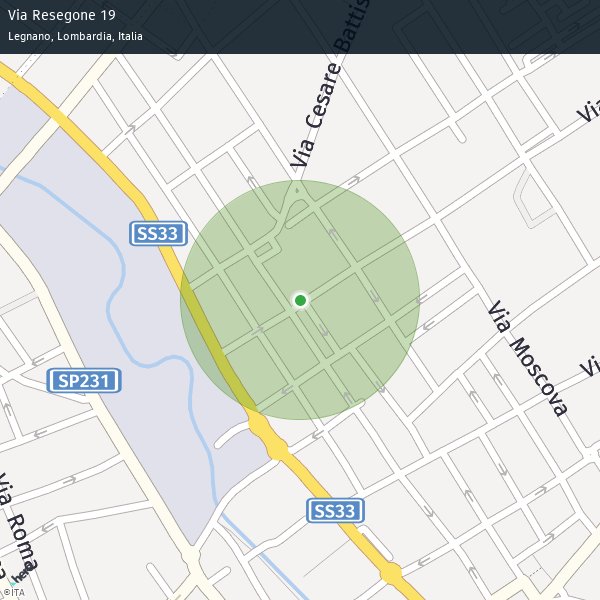 Via Resegone 19
Legnano, Lombardia, Italia
Via Cesare Battis
Via
SS33
Via Moscova
SP231
Via
Via Roma
SS33
here
©ITA